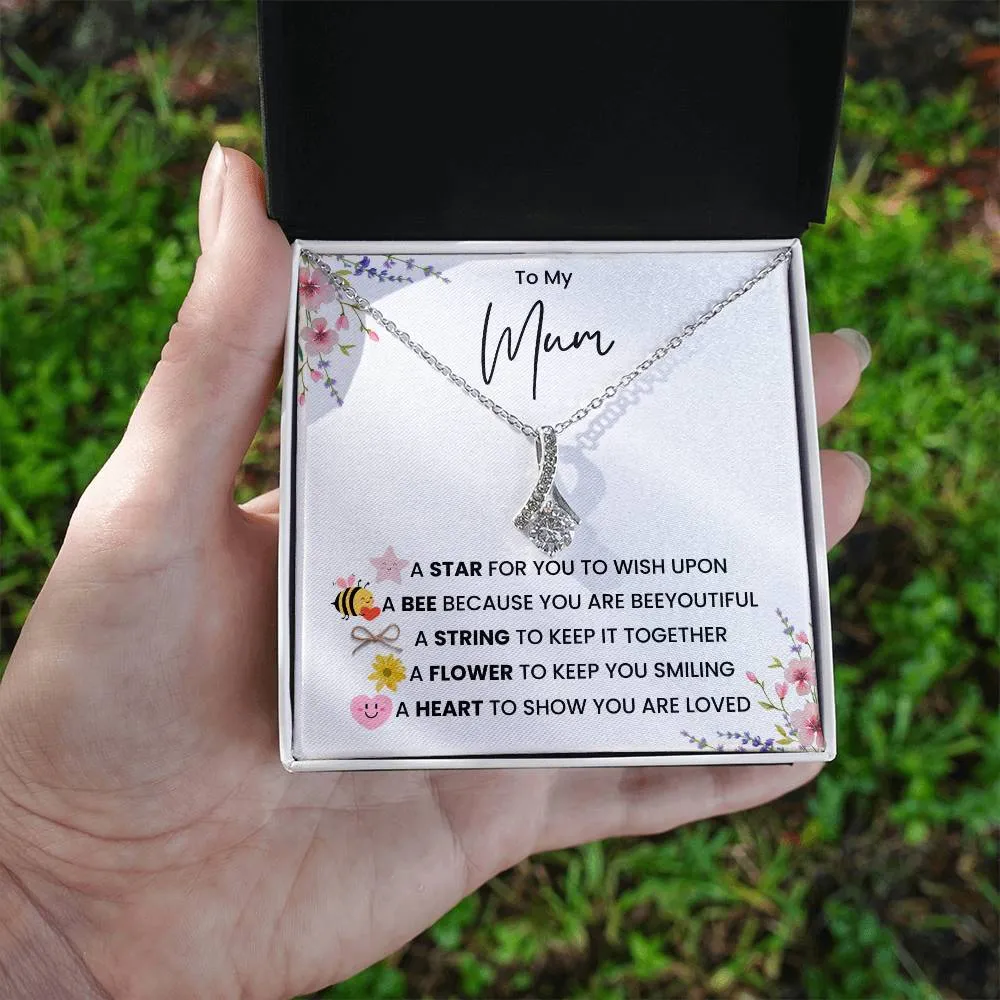 To My
Mum
A STAR FOR YOU TO WISH UPON
A BEE BECAUSE YOU ARE BEEYOUTIFUL
A STRING TO KEEP IT TOGETHER
A FLOWER TO KEEP YOU SMILING
A HEART TO SHOW YOU ARE LOVED